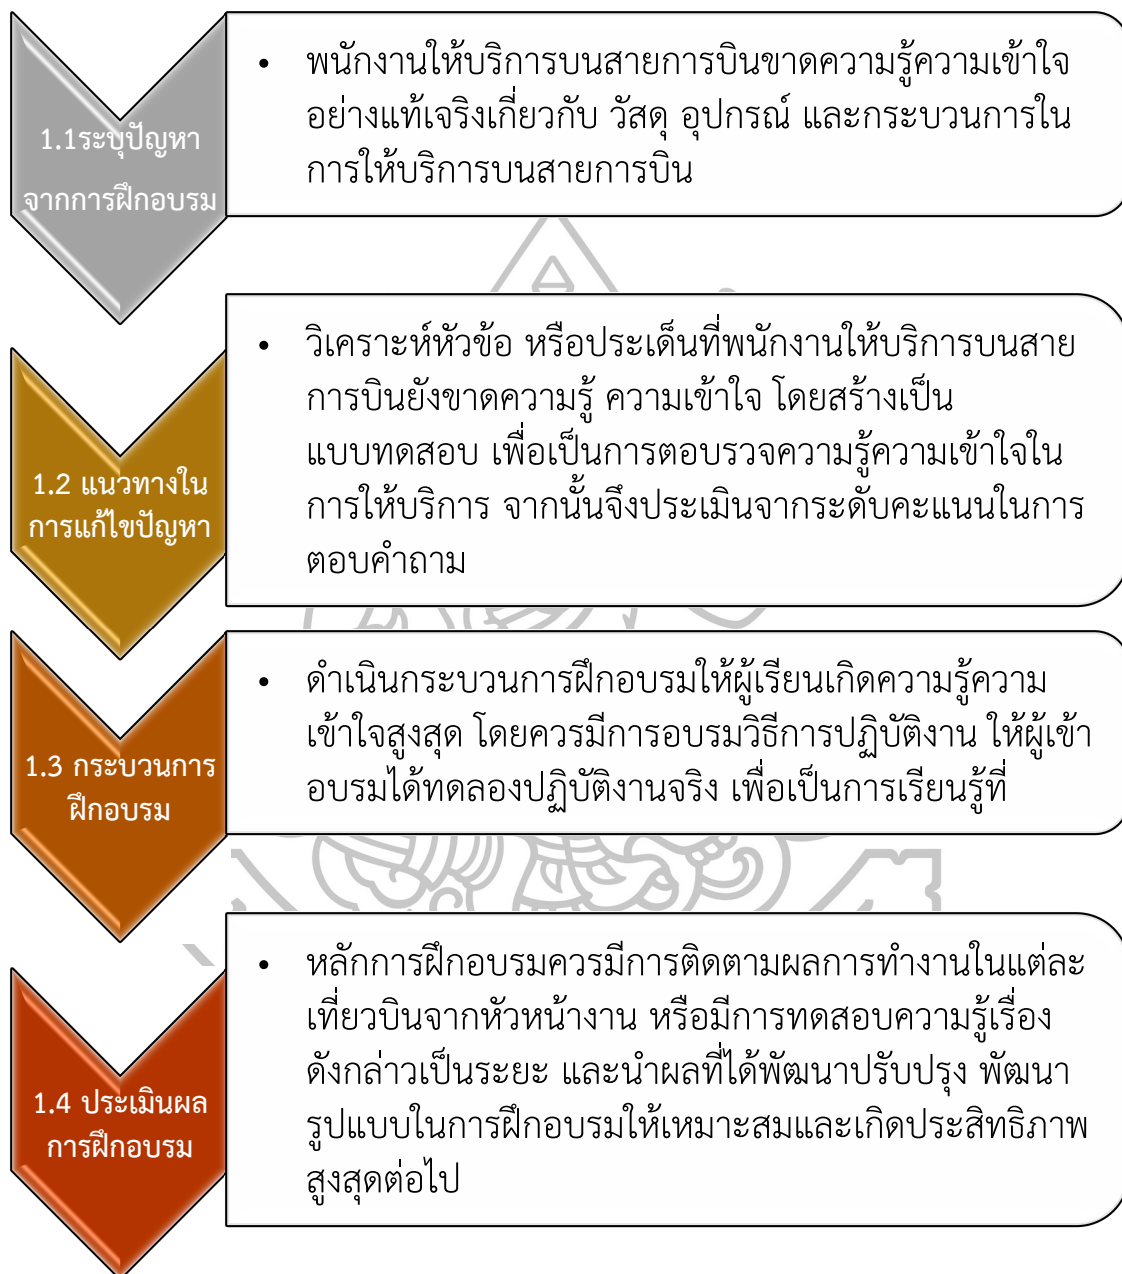 1.1ระบุปัญหา
จากการฝึกอบรม
• พนักงานให้บริการบนสายการบินขาดความรู้ความเข้าใจ
อย่างแท้เจริงเกี่ยวกับ วัสดุ อุปกรณ์ และกระบวนการใน
การให้บริการบนสายการบิน
1.2 แนวทางใน
การแก้ไขปัญหา
• วิเคราะห์หัวข้อ หรือประเด็นที่พนักงานให้บริการบนสาย
การบินยังขาดความรู้ ความเข้าใจ โดยสร้างเป็น
แบบทดสอบ เพื่อเป็นการตอบรวจความรู้ความเข้าใจใน
การให้บริการ จากนั้นจึงประเมินจากระดับคะแนนในการ
ตอบคำถาม
1.3 กระบวนการ
ฝึกอบรม
• ดำเนินกระบวนการฝึกอบรมให้ผู้เรียนเกิดความรู้ความ
เข้าใจสูงสุด โดยควรมีการอบรมวิธีการปฏิบัติงาน ให้ผู้เข้า
อบรมได้ทดลองปฏิบัติงานจริง เพื่อเป็นการเรียนรู้ที่
1.4 ประเมินผล
การฝึกอบรม
• หลักการฝึกอบรมควรมีการติดตามผลการทำงานในแต่ละ
เที่ยวบินจากหัวหน้างาน หรือมีการทดสอบความรู้เรื่อง
ดังกล่าวเป็นระยะ และนำผลที่ได้พัฒนาปรับปรุง พัฒนา
รูปแบบในการฝึกอบรมให้เหมาะสมและเกิดประสิทธิภาพ
สูงสุดต่อไป